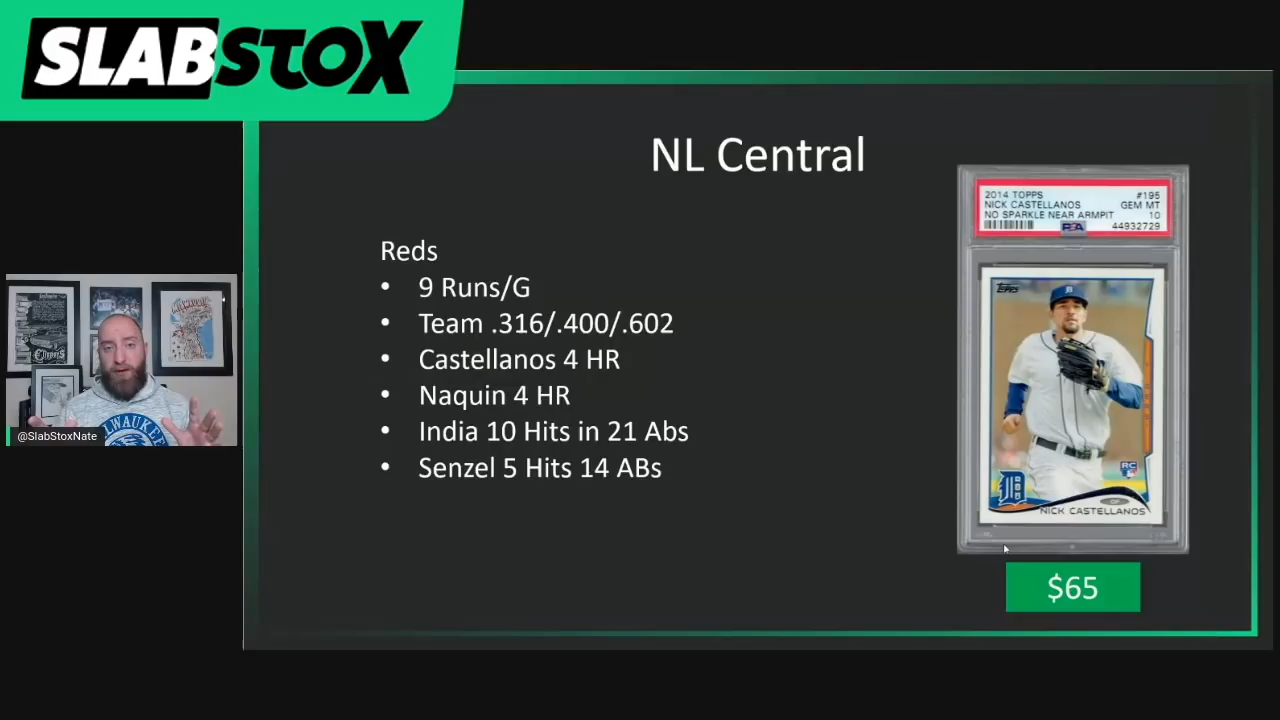 SLABSTOX
NL Central
Reds
• 9 Runs/G
• Team .316/.400/.602
• Castellanos 4 HR
• Naquin 4 HR
• India 10 Hits in 21 Abs
• Senzel 5 Hits 14 ABs
2014 TOPPS #195
NICK CASTELLANOS GEM MT
NO SPARKLE NEAR ARMPIT 10
PSA 44932729
TOPPS
D
RC
OF
NICK CASTELLANOS
$65
@SlabStoxNate